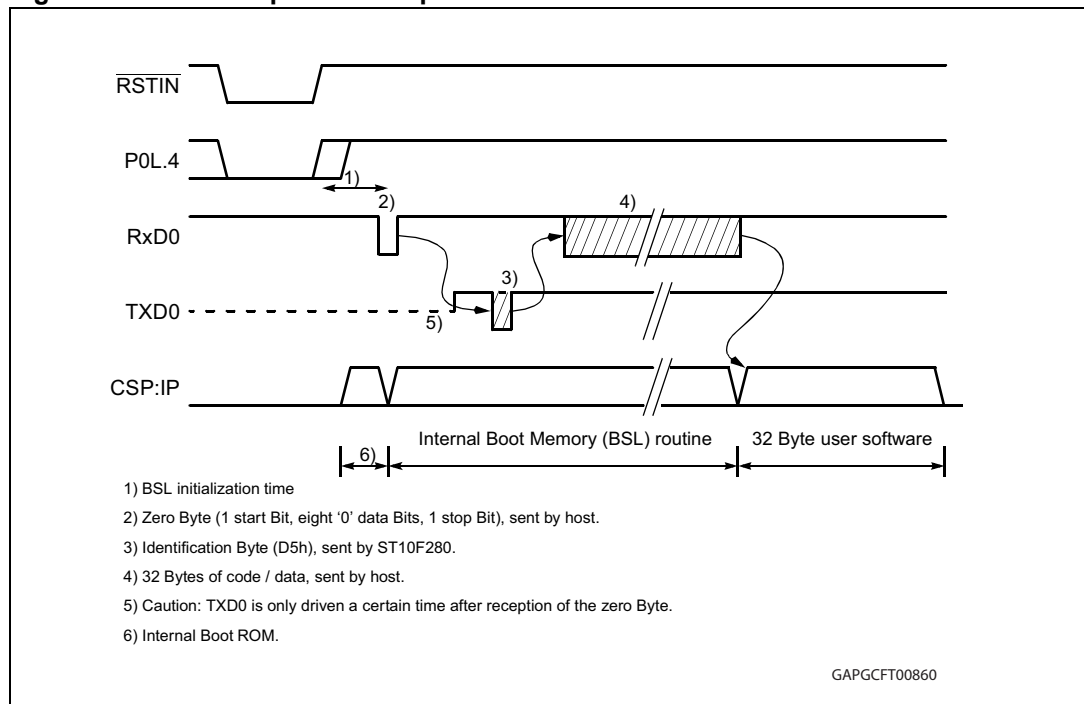 RSTIN
P0L.4
1)
2)
4)
RxD0
3)
TXD0
5)
CSP:IP
Internal Boot Memory (BSL) routine
32 Byte user software
6)
1) BSL initialization time
2) Zero Byte (1 start Bit, eight ‘0’ data Bits, 1 stop Bit), sent by host.
3) Identification Byte (D5h), sent by ST10F280.
4) 32 Bytes of code / data, sent by host.
5) Caution: TXD0 is only driven a certain time after reception of the zero Byte.
6) Internal Boot ROM.
GAPGCFT00860